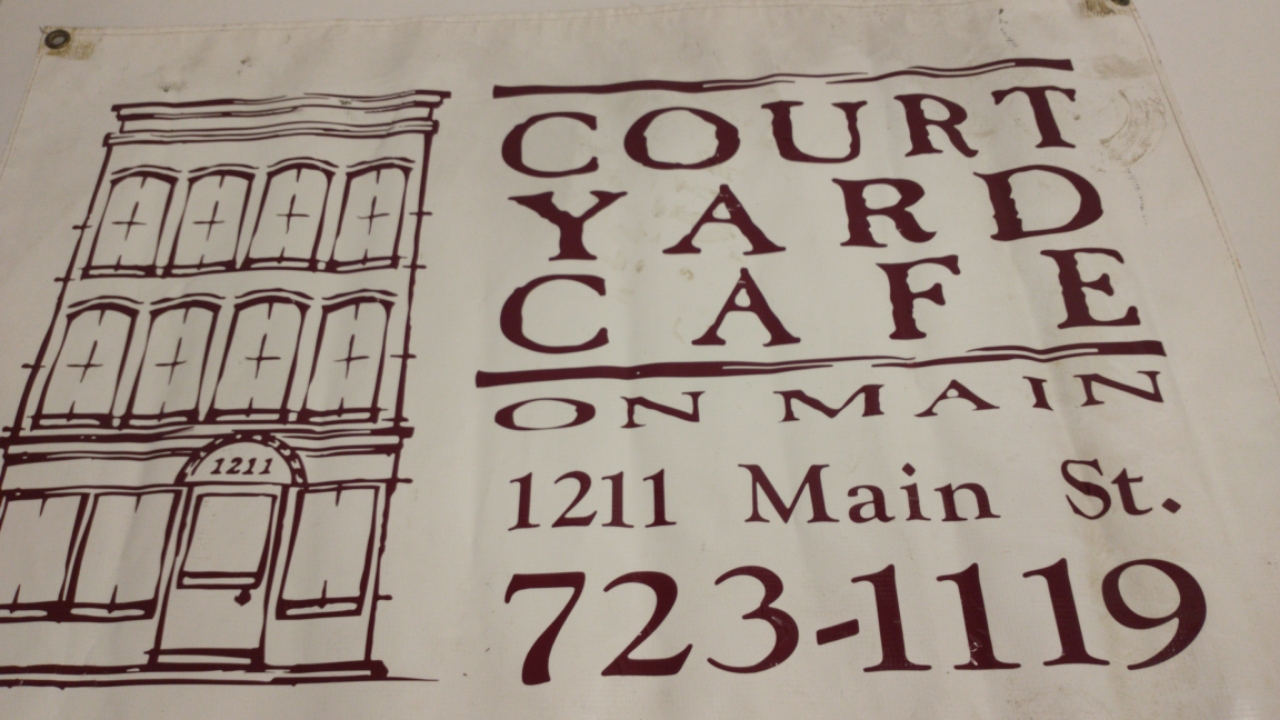 COURT
YARD
CAFE
ON MAIN
1211
1211 Main St.
723-1119